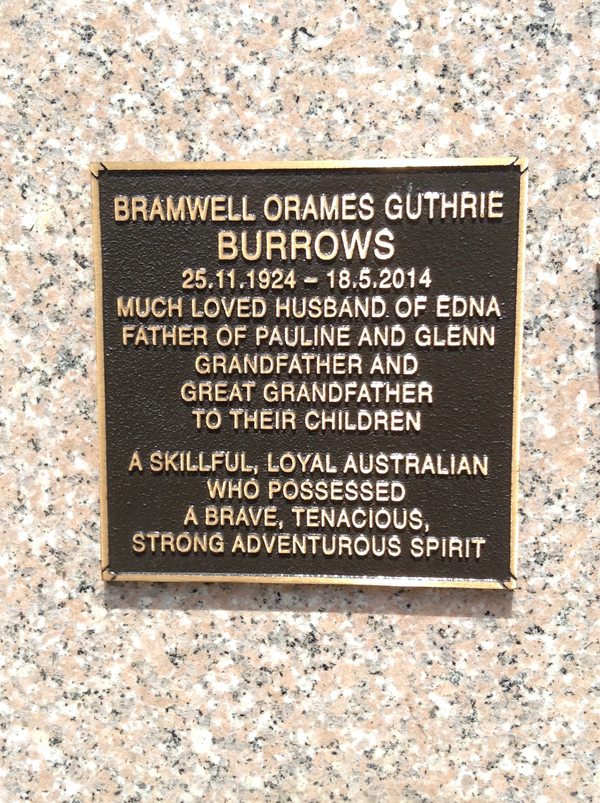 BRAMWELL ORAMES GUTHRIE
BURROWS
25.11.1924 – 18.5.2014
MUCH LOVED HUSBAND OF EDNA
FATHER OF PAULINE AND GLENN
GRANDFATHER AND
GREAT GRANDFATHER
TO THEIR CHILDREN
A SKILLFUL, LOYAL AUSTRALIAN
WHO POSSESSED
A BRAVE, TENACIOUS,
STRONG ADVENTUROUS SPIRIT